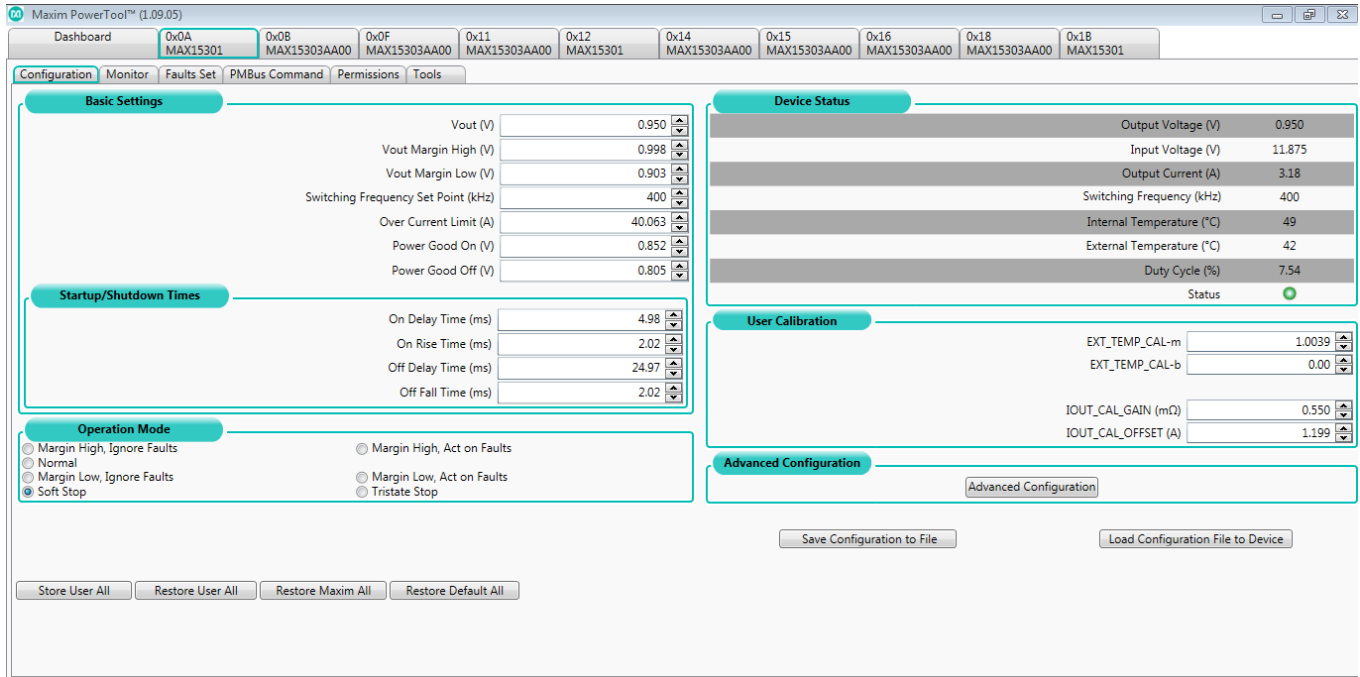 Maxim PowerTool™ (1.09.05)
Dashboard
0x0A
MAX15301
0x0B
MAX15303AA00
0x0F
MAX15303AA00
0x11
MAX15303AA00
0x12
MAX15301
0x14
MAX15303AA00
0x15
MAX15303AA00
0x16
MAX15303AA00
0x18
MAX15303AA00
0x1B
MAX15301
Configuration Monitor Faults Set PMBus Command Permissions Tools
Basic Settings
Vout (V) 0.950
Vout Margin High (V) 0.998
Vout Margin Low (V) 0.903
Switching Frequency Set Point (kHz) 400
Over Current Limit (A) 40.063
Power Good On (V) 0.852
Power Good Off (V) 0.805
Startup/Shutdown Times
On Delay Time (ms) 4.98
On Rise Time (ms) 2.02
Off Delay Time (ms) 24.97
Off Fall Time (ms) 2.02
Operation Mode
Margin High, Ignore Faults Margin High, Act on Faults
Normal
Margin Low, Ignore Faults Margin Low, Act on Faults
Soft Stop Tristate Stop
Device Status
Output Voltage (V) 0.950
Input Voltage (V) 11.875
Output Current (A) 3.18
Switching Frequency (kHz) 400
Internal Temperature (°C) 49
External Temperature (°C) 42
Duty Cycle (%) 7.54
Status
User Calibration
EXT_TEMP_CAL-m 1.0039
EXT_TEMP_CAL-b 0.00
IOUT_CAL_GAIN (mΩ) 0.550
IOUT_CAL_OFFSET (A) 1.199
Advanced Configuration
Advanced Configuration
Save Configuration to File Load Configuration File to Device
Store User All Restore User All Restore Maxim All Restore Default All